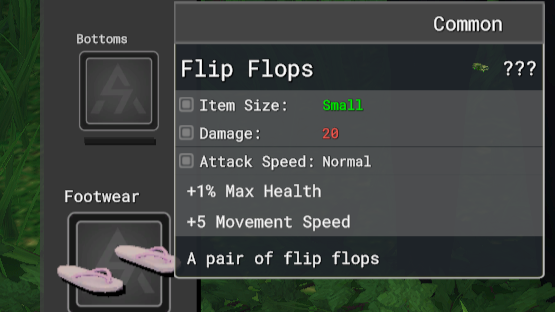 Common
Bottoms
Flip Flops ???
Item Size: Small
Damage: 20
Attack Speed: Normal
+1% Max Health
Footwear
+5 Movement Speed
A pair of flip flops